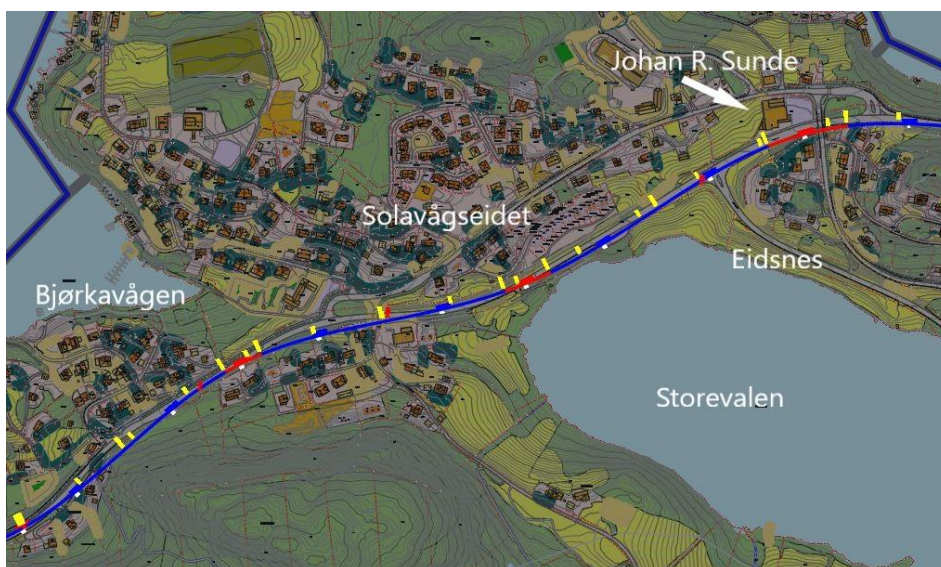 Johan R. Sunde
Solavågseidet
Eidsnes
Bjørkavågen
Storevalen